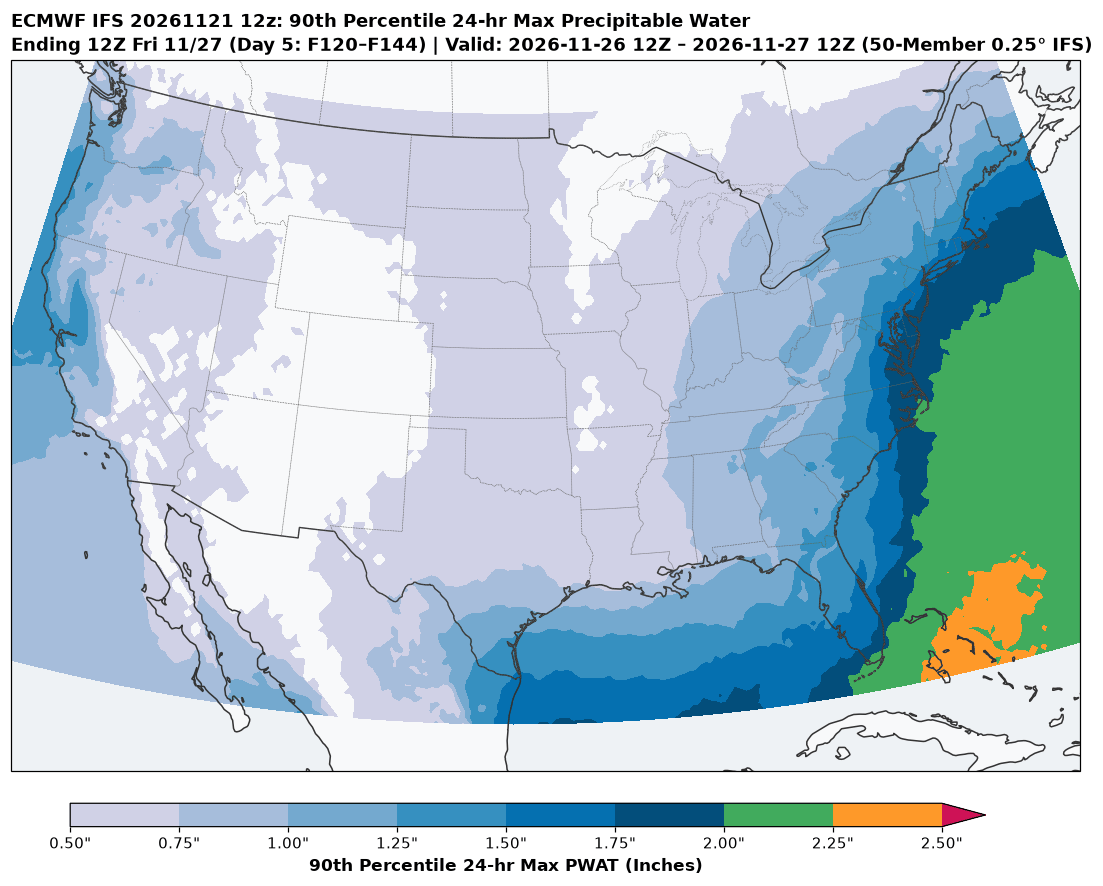 ECMWF IFS 20261121 12z: 90th Percentile 24-hr Max Precipitable Water
Ending 12Z Fri 11/27 (Day 5: F120–F144) | Valid: 2026-11-26 12Z – 2026-11-27 12Z (50-Member 0.25° IFS)
0.50" 0.75" 1.00" 1.25" 1.50" 1.75" 2.00" 2.25" 2.50"
90th Percentile 24-hr Max PWAT (Inches)